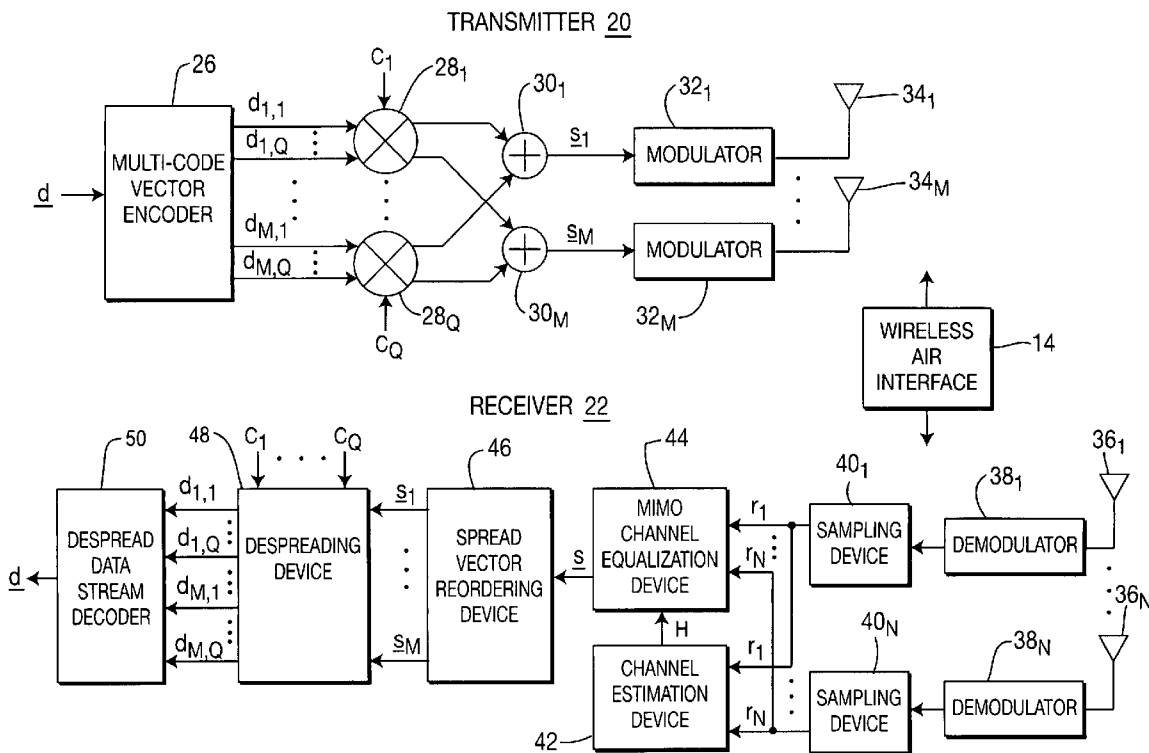 TRANSMITTER 20
26
MULTI-CODE
VECTOR
ENCODER
d
d1,1
d1,Q
dM,1
dM,Q
C1
281
28Q
CQ
301
30M
s1
sM
321
MODULATOR
MODULATOR
32M
341
34M
WIRELESS
AIR
INTERFACE
14
RECEIVER 22
50
DESPREAD
DATA
STREAM
DECODER
d
d1,1
d1,Q
dM,1
dM,Q
48
C1
CQ
DESPREADING
DEVICE
s1
sM
46
SPREAD
VECTOR
REORDERING
DEVICE
s
44
MIMO
CHANNEL
EQUALIZATION
DEVICE
H
CHANNEL
ESTIMATION
DEVICE
42
r1
rN
r1
rN
401
SAMPLING
DEVICE
40N
SAMPLING
DEVICE
381
DEMODULATOR
38N
DEMODULATOR
361
36N